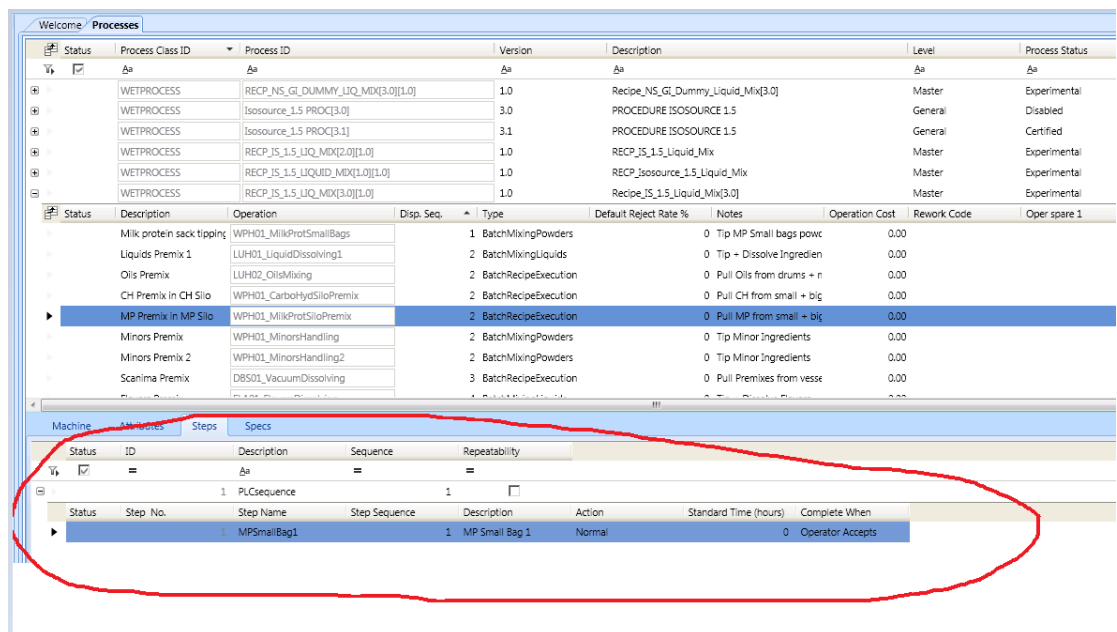 Welcome Processes
Status Process Class ID Process ID Version Description Level Process Status
Aa Aa Aa Aa Aa Aa
WETPROCESS RECP_NS_GI_DUMMY_LIQ_MIX[3.0][1.0] 1.0 Recipe_NS_GI_Dummy_Liquid_Mix[3.0] Master Experimental
WETPROCESS Isosource_1.5 PROC[3.0] 3.0 PROCEDURE ISOSOURCE 1.5 General Disabled
WETPROCESS Isosource_1.5 PROC[3.1] 3.1 PROCEDURE ISOSOURCE 1.5 General Certified
WETPROCESS RECP_IS_1.5_LIQ_MIX[2.0][1.0] 1.0 RECP_IS_1.5_Liquid_Mix Master Experimental
WETPROCESS RECP_IS_1.5_LIQUID_MIX[1.0][1.0] 1.0 RECP_Isosource_1.5_Liquid_Mix Master Experimental
WETPROCESS RECP_IS_1.5_LIQ_MIX[3.0][1.0] 1.0 Recipe_IS_1.5_Liquid_Mix[3.0] Master Experimental
Status Description Operation Disp. Seq. Type Default Reject Rate % Notes Operation Cost Rework Code Oper spare 1
Milk protein sack tipping WPH01_MilkProtSmallBags 1 BatchMixingPowders 0 Tip MP Small bags powd 0.00
Liquids Premix 1 LUH01_LiquidDissolving1 2 BatchMixingLiquids 0 Tip + Dissolve Ingredien 0.00
Oils Premix LUH02_OilsMixing 2 BatchRecipeExecution 0 Pull Oils from drums + 0.00
CH Premix in CH Silo WPH01_CarboHydSiloPremix 2 BatchRecipeExecution 0 Pull CH from small + big 0.00
MP Premix in MP Silo WPH01_MilkProtSiloPremix 2 BatchRecipeExecution 0 Pull MP from small + big 0.00
Minors Premix WPH01_MinorsHandling 2 BatchMixingPowders 0 Tip Minor Ingredients 0.00
Minors Premix 2 WPH01_MinorsHandling2 2 BatchMixingPowders 0 Tip Minor Ingredients 0.00
Scanima Premix DBS01_VacuumDissolving 3 BatchRecipeExecution 0 Pull Premixes from vesse 0.00
Machine Attributes Steps Specs
Status ID Description Sequence Repeatability
= Aa = =
1 PLCsequence 1
Status Step No. Step Name Step Sequence Description Action Standard Time (hours) Complete When
1 MPSmallBag1 1 MP Small Bag 1 Normal 0 Operator Accepts